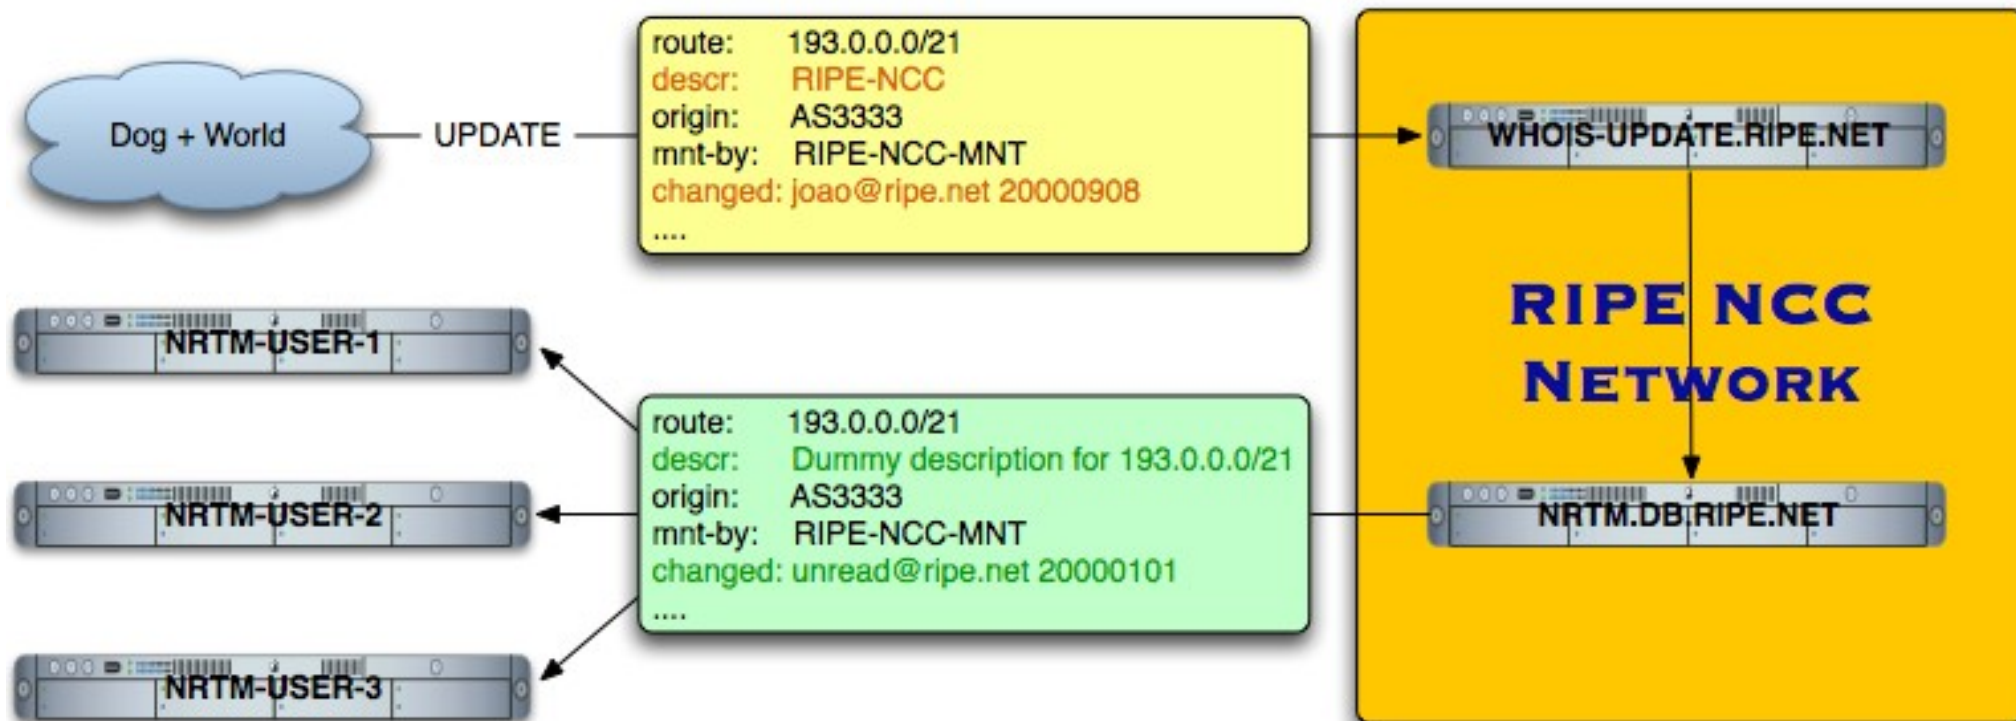 Dog + World
UPDATE
route: 193.0.0.0/21
descr: RIPE-NCC
origin: AS3333
mnt-by: RIPE-NCC-MNT
changed: joao@ripe.net 20000908
....
WHOIS-UPDATE.RIPE.NET
RIPE NCC
NETWORK
NRTM.DB.RIPE.NET
route: 193.0.0.0/21
descr: Dummy description for 193.0.0.0/21
origin: AS3333
mnt-by: RIPE-NCC-MNT
changed: unread@ripe.net 20000101
....
NRTM-USER-1
NRTM-USER-2
NRTM-USER-3